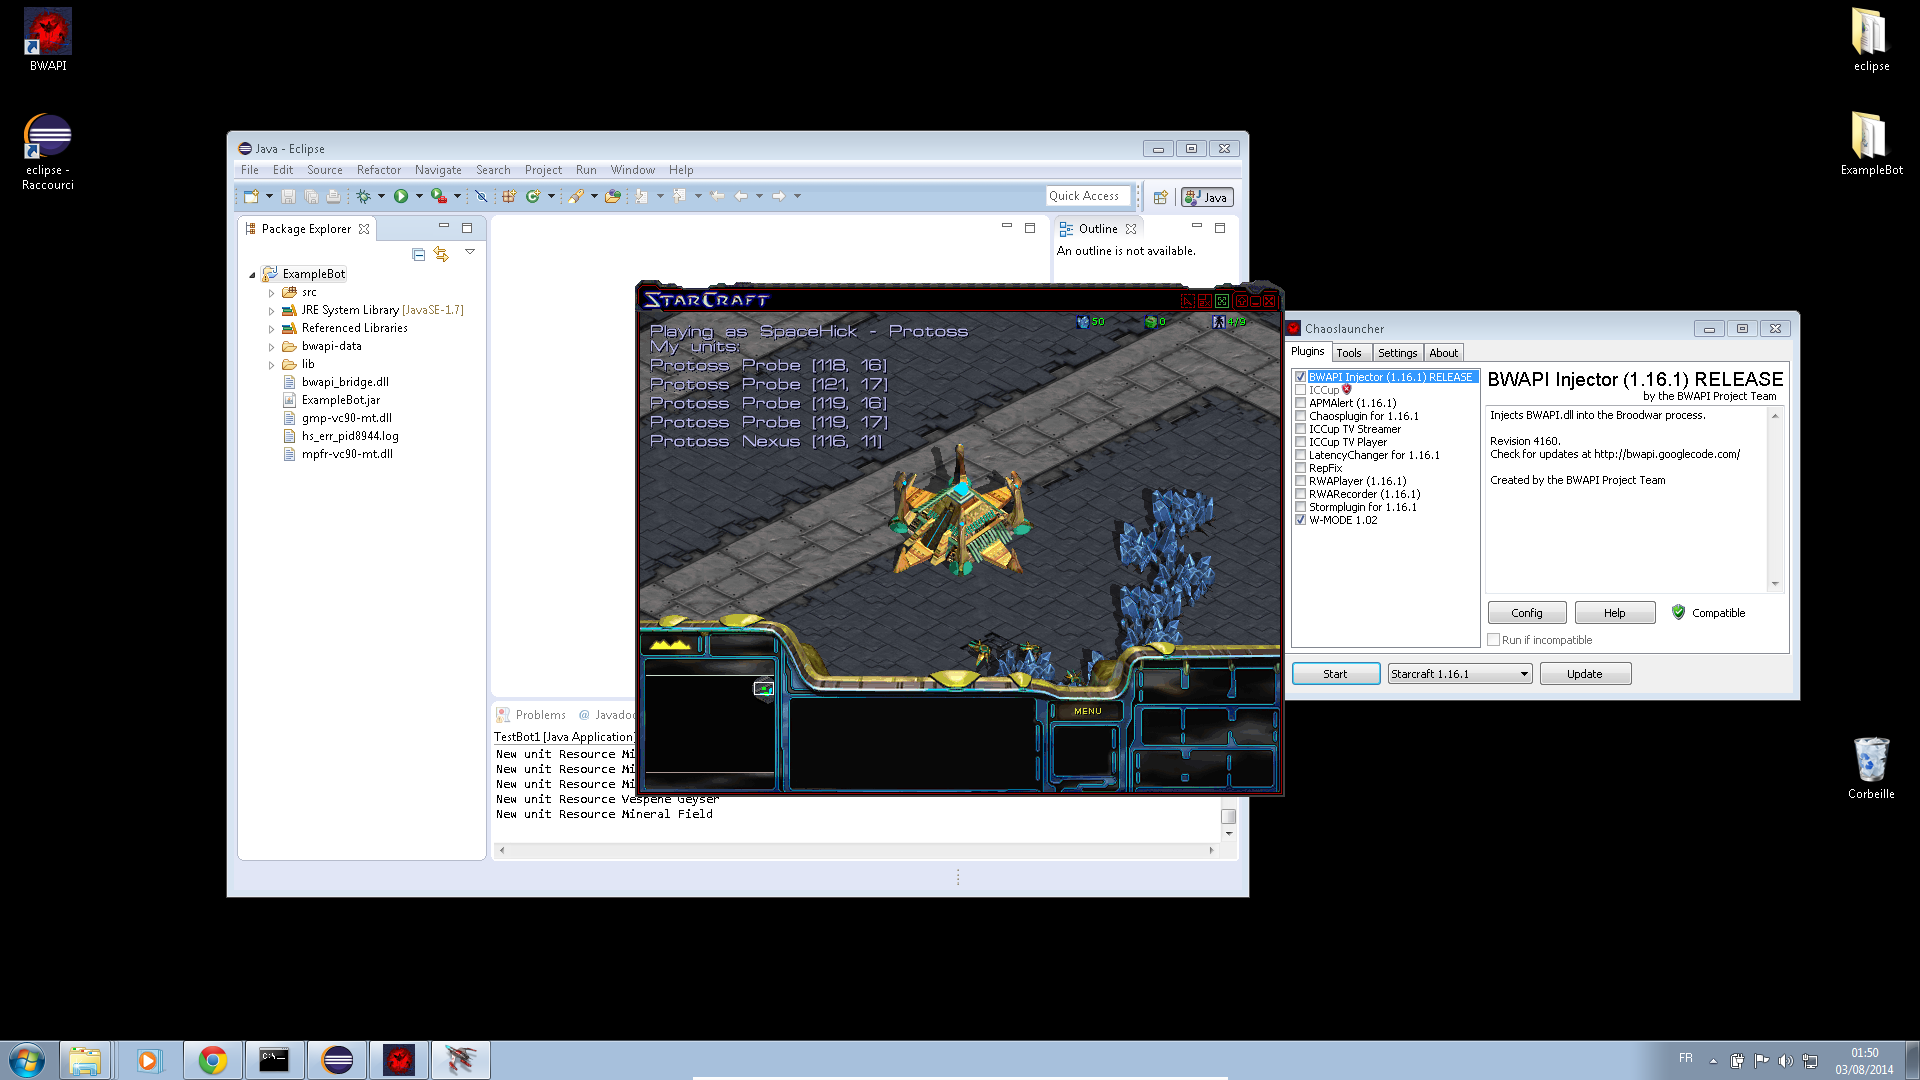 BWAPI
eclipse -
Raccourci
eclipse
ExampleBot
Corbeille
Java - Eclipse
File Edit Source Refactor Navigate Search Project Run Window Help
Quick Access
Java
Package Explorer
ExampleBot
src
JRE System Library [JavaSE-1.7]
Referenced Libraries
bwapi-data
lib
bwapi_bridge.dll
ExampleBot.jar
gmp-vc90-mt.dll
hs_err_pid8944.log
mpfr-vc90-mt.dll
Outline
An outline is not available.
Problems @ Javadoc
TestBot1 [Java Application]
New unit Resource Mi
New unit Resource Mi
New unit Resource Mi
New unit Resource Vespene Geyser
New unit Resource Mineral Field
STARCRAFT
50 0 4/9
Playing as SpaceHick - Protoss
My units:
Protoss Probe [118, 16]
Protoss Probe [121, 17]
Protoss Probe [119, 16]
Protoss Probe [119, 17]
Protoss Nexus [116, 11]
MENU
Chaoslauncher
Plugins Tools Settings About
BWAPI Injector (1.16.1) RELEASE
ICCup
APMAlert (1.16.1)
Chaosplugin for 1.16.1
ICCup TV Streamer
ICCup TV Player
LatencyChanger for 1.16.1
RepFix
RWAPlayer (1.16.1)
RWARecorder (1.16.1)
Stormplugin for 1.16.1
W-MODE 1.02
BWAPI Injector (1.16.1) RELEASE
by the BWAPI Project Team
Injects BWAPI.dll into the Broodwar process.
Revision 4160.
Check for updates at http://bwapi.googlecode.com/
Created by the BWAPI Project Team
Config Help Compatible
Run if incompatible
Start Starcraft 1.16.1 Update
C:\_
FR
01:50
03/08/2014